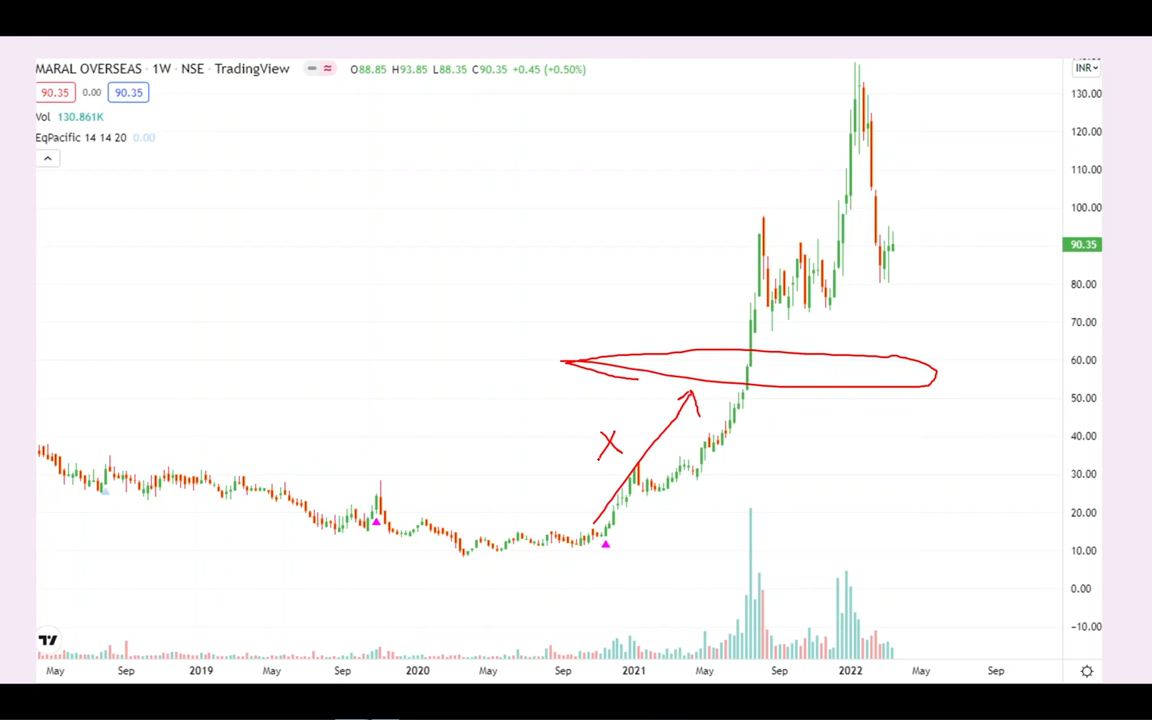 MARAL OVERSEAS · 1W · NSE · TradingView
O88.85 H93.85 L88.35 C90.35 +0.45 (+0.50%)
INR
90.35 0.00 90.35
Vol 130.861K
EqPacific 14 14 20 0.00
130.00
120.00
110.00
100.00
90.35
80.00
70.00
60.00
50.00
40.00
30.00
20.00
10.00
0.00
−10.00
X
May Sep 2019 May Sep 2020 May Sep 2021 May Sep 2022 May Sep